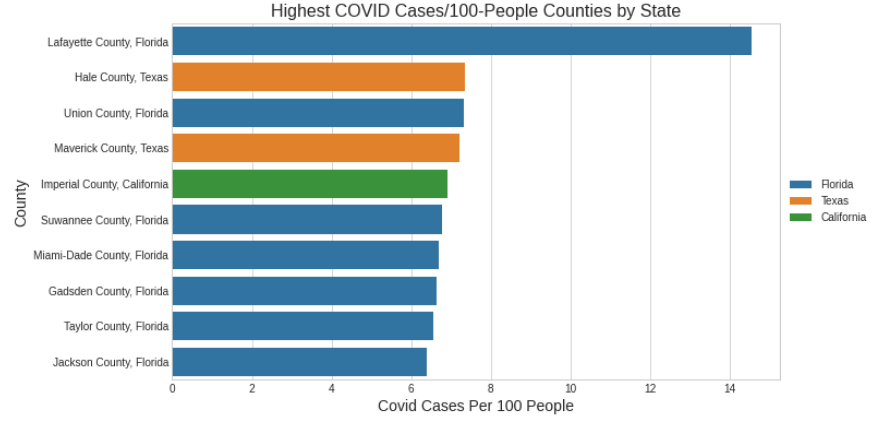 Highest COVID Cases/100-People Counties by State
Lafayette County, Florida
Hale County, Texas
Union County, Florida
Maverick County, Texas
Imperial County, California
Suwannee County, Florida
Miami-Dade County, Florida
Gadsden County, Florida
Taylor County, Florida
Jackson County, Florida
County
0 2 4 6 8 10 12 14
Covid Cases Per 100 People
Florida
Texas
California